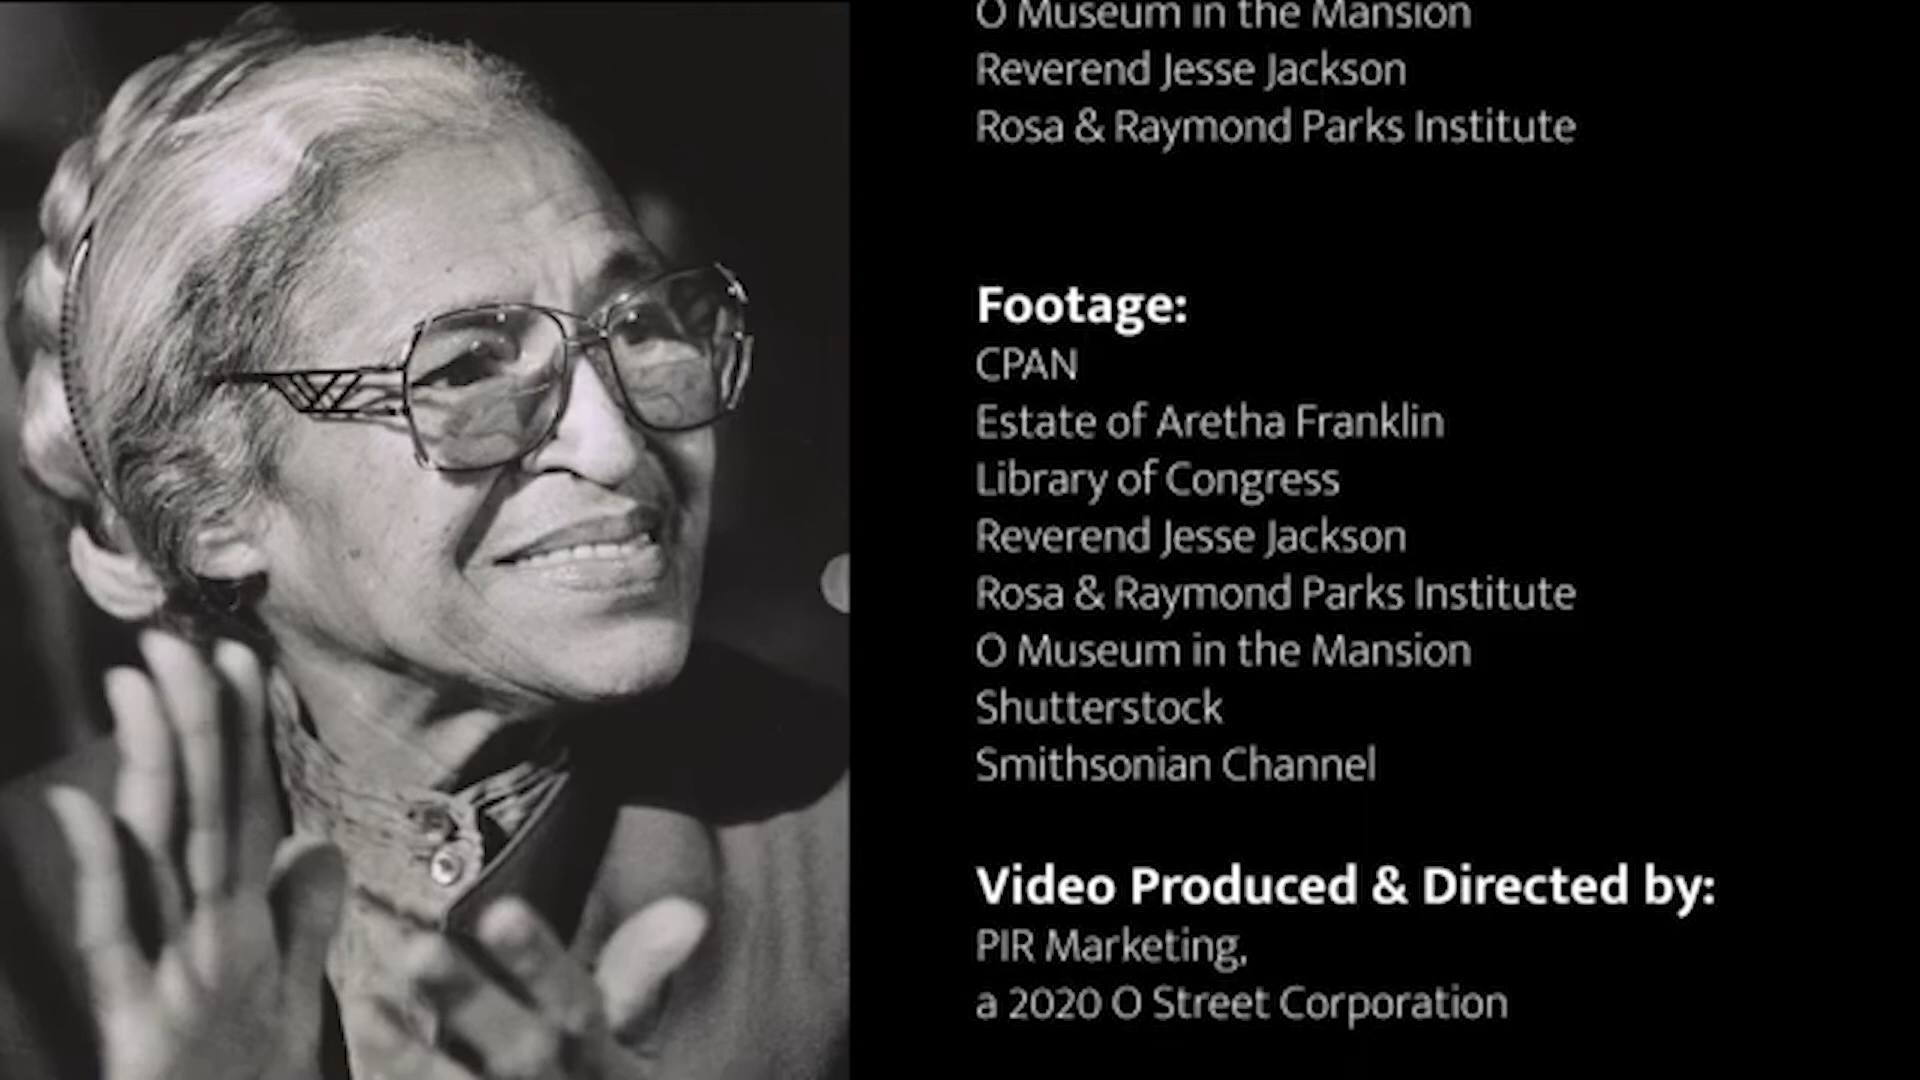 O Museum in the Mansion
Reverend Jesse Jackson
Rosa & Raymond Parks Institute
Footage:
CPAN
Estate of Aretha Franklin
Library of Congress
Reverend Jesse Jackson
Rosa & Raymond Parks Institute
O Museum in the Mansion
Shutterstock
Smithsonian Channel
Video Produced & Directed by:
PIR Marketing,
a 2020 O Street Corporation